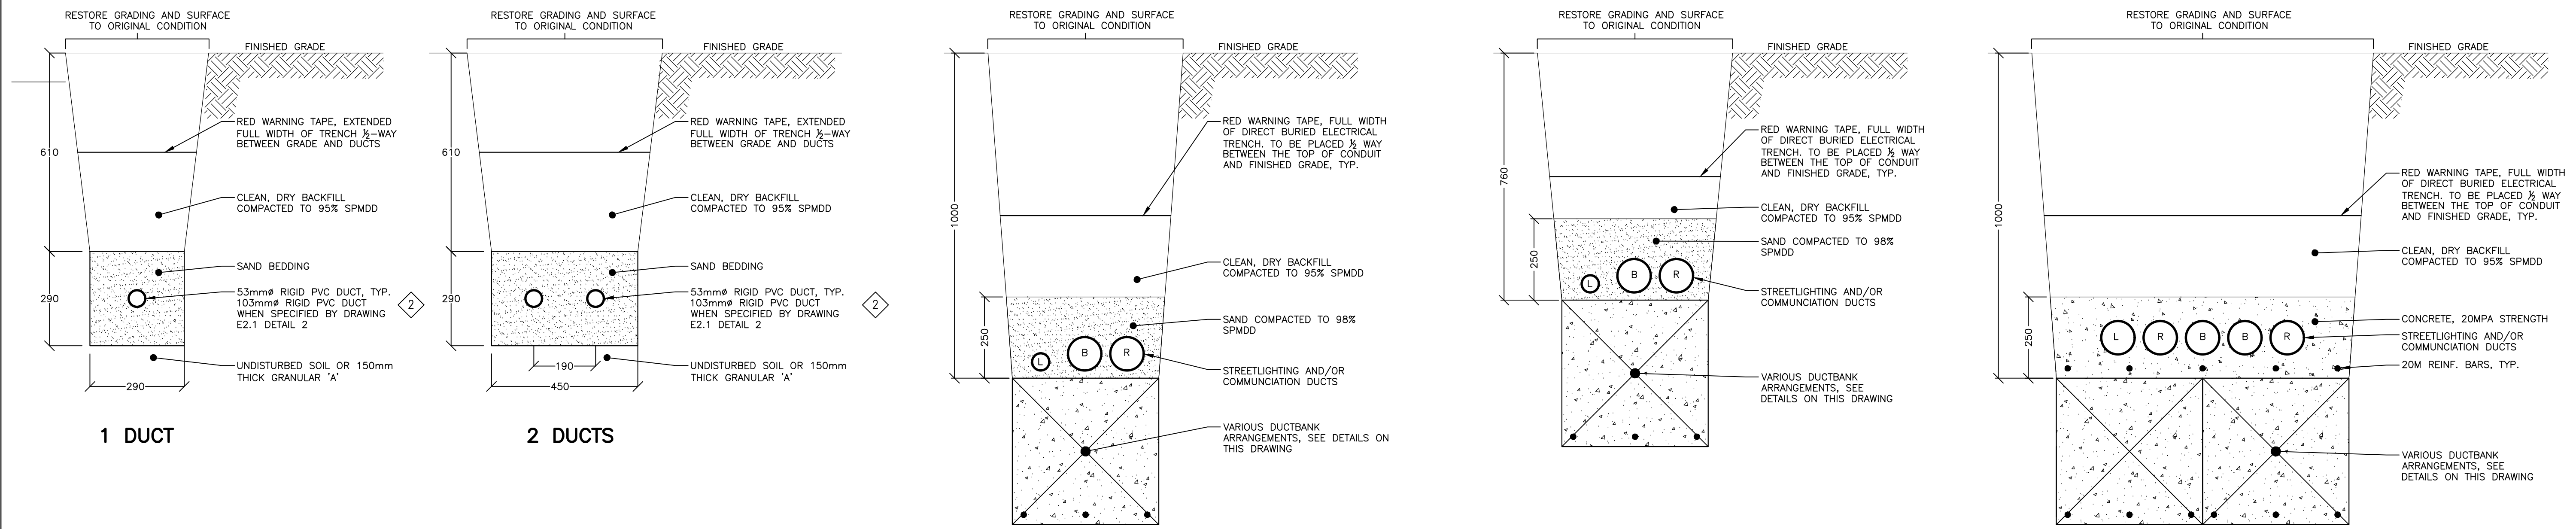 RESTORE GRADING AND SURFACE
TO ORIGINAL CONDITION
FINISHED GRADE
610
RED WARNING TAPE, EXTENDED
FULL WIDTH OF TRENCH ½-WAY
BETWEEN GRADE AND DUCTS
CLEAN, DRY BACKFILL
COMPACTED TO 95% SPMDD
SAND BEDDING
290
53mmø RIGID PVC DUCT, TYP.
103mmø RIGID PVC DUCT
WHEN SPECIFIED BY DRAWING
E2.1 DETAIL 2
2
UNDISTURBED SOIL OR 150mm
THICK GRANULAR 'A'
290
1 DUCT
RESTORE GRADING AND SURFACE
TO ORIGINAL CONDITION
FINISHED GRADE
610
RED WARNING TAPE, EXTENDED
FULL WIDTH OF TRENCH ½-WAY
BETWEEN GRADE AND DUCTS
CLEAN, DRY BACKFILL
COMPACTED TO 95% SPMDD
SAND BEDDING
290
53mmø RIGID PVC DUCT, TYP.
103mmø RIGID PVC DUCT
WHEN SPECIFIED BY DRAWING
E2.1 DETAIL 2
2
190
UNDISTURBED SOIL OR 150mm
THICK GRANULAR 'A'
450
2 DUCTS
RESTORE GRADING AND SURFACE
TO ORIGINAL CONDITION
FINISHED GRADE
1000
RED WARNING TAPE, FULL WIDTH
OF DIRECT BURIED ELECTRICAL
TRENCH. TO BE PLACED ½ WAY
BETWEEN THE TOP OF CONDUIT
AND FINISHED GRADE, TYP.
CLEAN, DRY BACKFILL
COMPACTED TO 95% SPMDD
250
SAND COMPACTED TO 98%
SPMDD
L B R
STREETLIGHTING AND/OR
COMMUNCIATION DUCTS
VARIOUS DUCTBANK
ARRANGEMENTS, SEE DETAILS ON
THIS DRAWING
RESTORE GRADING AND SURFACE
TO ORIGINAL CONDITION
FINISHED GRADE
760
RED WARNING TAPE, FULL WIDTH
OF DIRECT BURIED ELECTRICAL
TRENCH. TO BE PLACED ½ WAY
BETWEEN THE TOP OF CONDUIT
AND FINISHED GRADE, TYP.
CLEAN, DRY BACKFILL
COMPACTED TO 95% SPMDD
250
SAND COMPACTED TO 98%
SPMDD
L B R
STREETLIGHTING AND/OR
COMMUNCIATION DUCTS
VARIOUS DUCTBANK
ARRANGEMENTS, SEE
DETAILS ON THIS DRAWING
RESTORE GRADING AND SURFACE
TO ORIGINAL CONDITION
FINISHED GRADE
1000
RED WARNING TAPE, FULL WIDTH
OF DIRECT BURIED ELECTRICAL
TRENCH. TO BE PLACED ½ WAY
BETWEEN THE TOP OF CONDUIT
AND FINISHED GRADE, TYP.
CLEAN, DRY BACKFILL
COMPACTED TO 95% SPMDD
250
CONCRETE, 20MPA STRENGTH
L R B B R
STREETLIGHTING AND/OR
COMMUNCIATION DUCTS
20M REINF. BARS, TYP.
VARIOUS DUCTBANK
ARRANGEMENTS, SEE
DETAILS ON THIS DRAWING